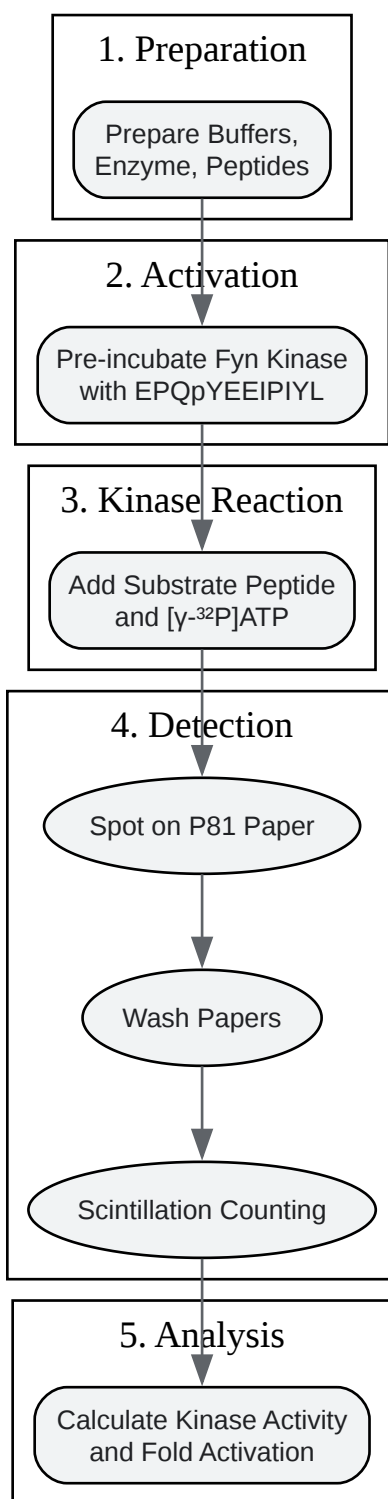 1. Preparation
Prepare Buffers,
Enzyme, Peptides
2. Activation
Pre-incubate Fyn Kinase
with EPQpYEEIPIYL
3. Kinase Reaction
Add Substrate Peptide
and [γ-³²P]ATP
4. Detection
Spot on P81 Paper
Wash Papers
Scintillation Counting
5. Analysis
Calculate Kinase Activity
and Fold Activation